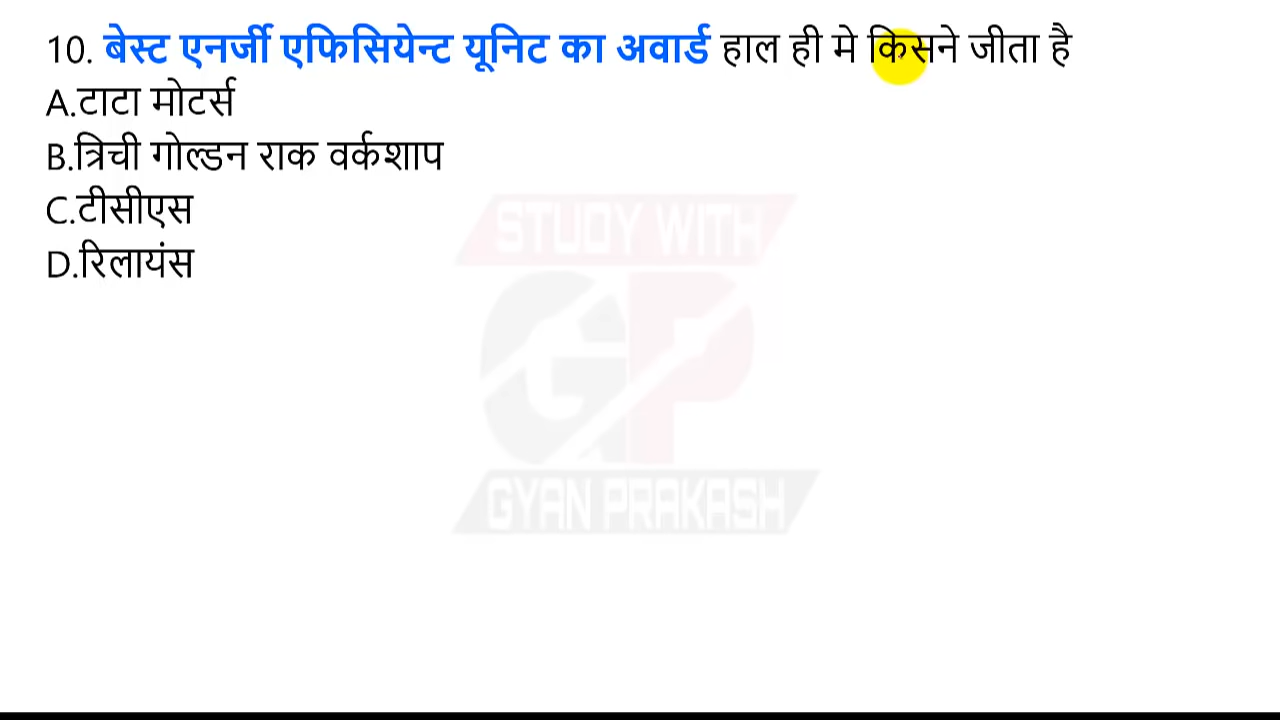 10. बेस्ट एनर्जी एफिसियेन्ट यूनिट का अवार्ड हाल ही मे किसने जीता है
A.टाटा मोटर्स
B.त्रिची गोल्डन राक वर्कशाप
C.टीसीएस
D.रिलायंस
STUDY WITH
GP
GYAN PRAKASH